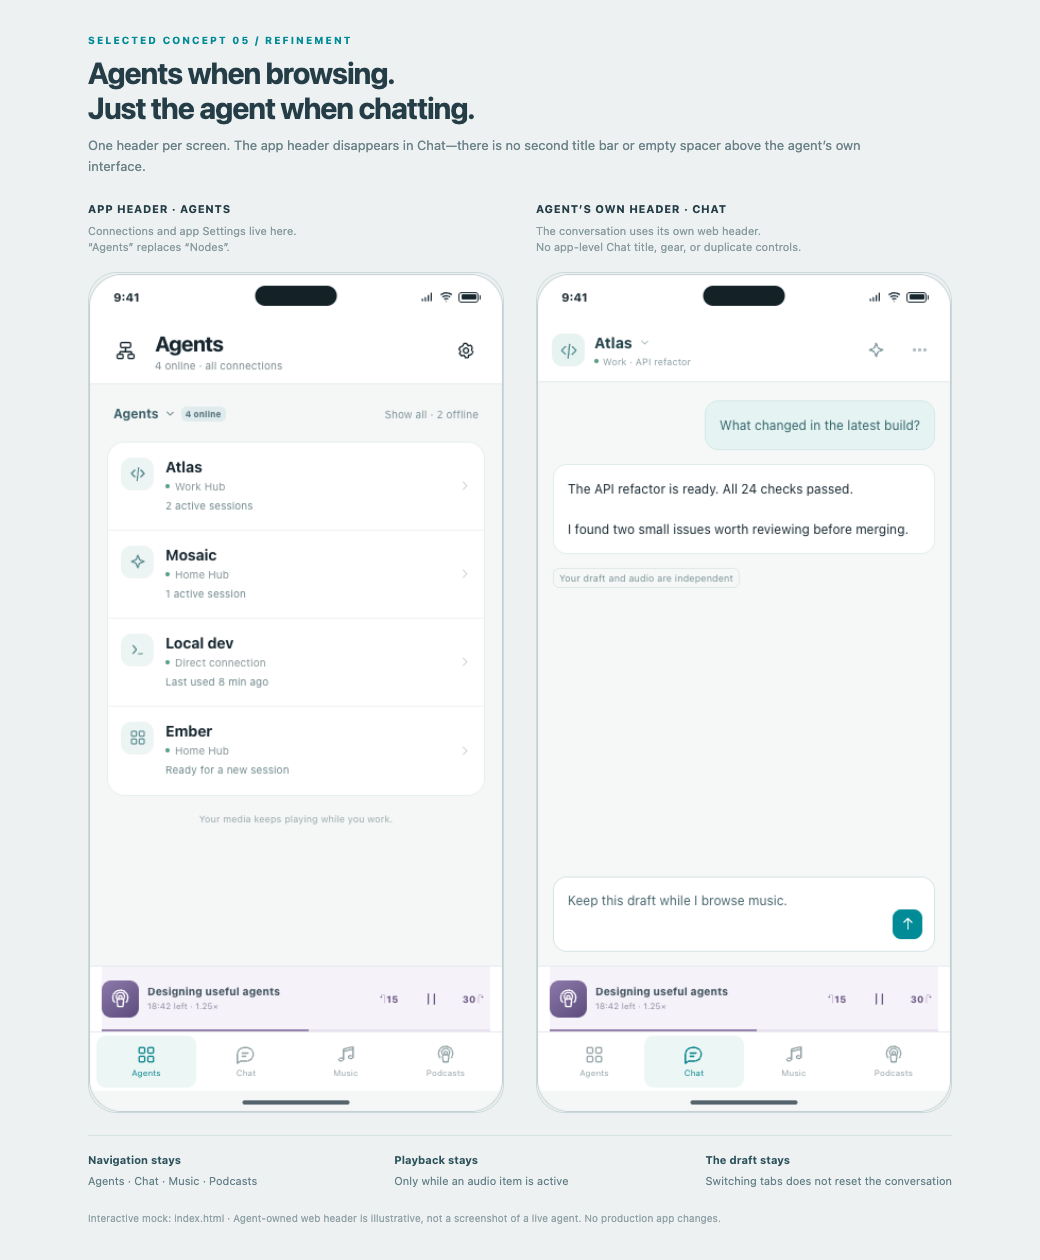 SELECTED CONCEPT 05 / REFINEMENT
Agents when browsing.
Just the agent when chatting.
One header per screen. The app header disappears in Chat—there is no second title bar or empty spacer above the agent's own
interface.
APP HEADER · AGENTS
Connections and app Settings live here.
“Agents” replaces “Nodes”.
9:41
Agents
4 online · all connections
Agents
4 online
Show all · 2 offline
Atlas
Work Hub
2 active sessions
Mosaic
Home Hub
1 active session
Local dev
Direct connection
Last used 8 min ago
Ember
Home Hub
Ready for a new session
Your media keeps playing while you work.
Designing useful agents
18:42 left · 1.25×
15
30
Agents
Chat
Music
Podcasts
AGENT'S OWN HEADER · CHAT
The conversation uses its own web header.
No app-level Chat title, gear, or duplicate controls.
9:41
Atlas
Work · API refactor
What changed in the latest build?
The API refactor is ready. All 24 checks passed.
I found two small issues worth reviewing before merging.
Your draft and audio are independent
Keep this draft while I browse music.
Designing useful agents
18:42 left · 1.25×
15
30
Agents
Chat
Music
Podcasts
Navigation stays
Agents · Chat · Music · Podcasts
Playback stays
Only while an audio item is active
The draft stays
Switching tabs does not reset the conversation
Interactive mock: index.html · Agent-owned web header is illustrative, not a screenshot of a live agent. No production app changes.